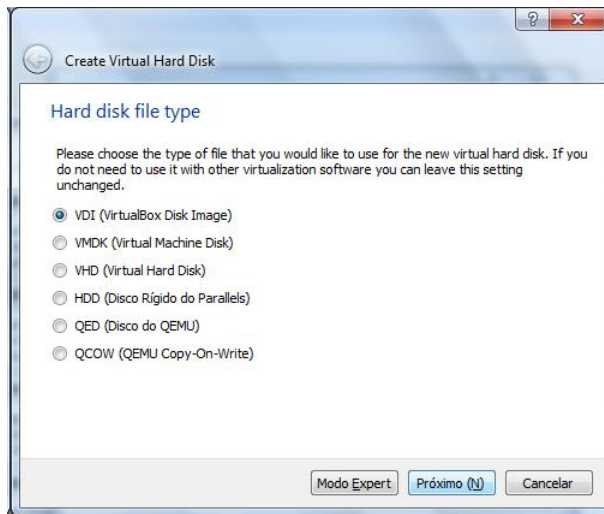 Create Virtual Hard Disk
Hard disk file type
Please choose the type of file that you would like to use for the new virtual hard disk. If you
do not need to use it with other virtualization software you can leave this setting
unchanged.
VDI (VirtualBox Disk Image)
VMDK (Virtual Machine Disk)
VHD (Virtual Hard Disk)
HDD (Disco Rígido do Parallels)
QED (Disco do QEMU)
QCOW (QEMU Copy-On-Write)
Modo Expert Próximo (N) Cancelar